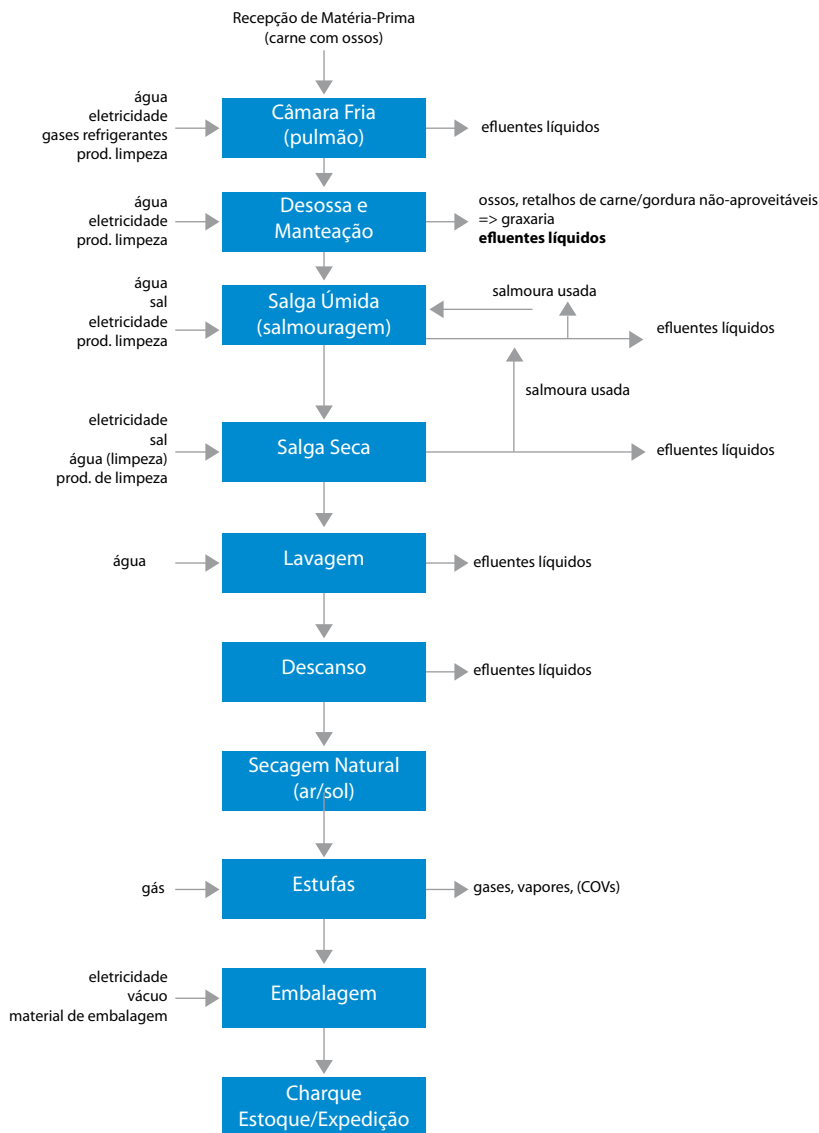 Recepção de Matéria-Prima
(carne com ossos)
água
eletricidade
gases refrigerantes
prod. limpeza
Câmara Fria
(pulmão)
efluentes líquidos
água
eletricidade
prod. limpeza
Desossa e
Manteação
ossos, retalhos de carne/gordura não-aproveitáveis
=> graxaria
efluentes líquidos
água
sal
eletricidade
prod. limpeza
Salga Úmida
(salmouragem)
salmoura usada
efluentes líquidos
salmoura usada
eletricidade
sal
água (limpeza)
prod. de limpeza
Salga Seca
efluentes líquidos
água
Lavagem
efluentes líquidos
Descanso
efluentes líquidos
Secagem Natural
(ar/sol)
gás
Estufas
gases, vapores, (COVs)
eletricidade
vácuo
material de embalagem
Embalagem
Charque
Estoque/Expedição